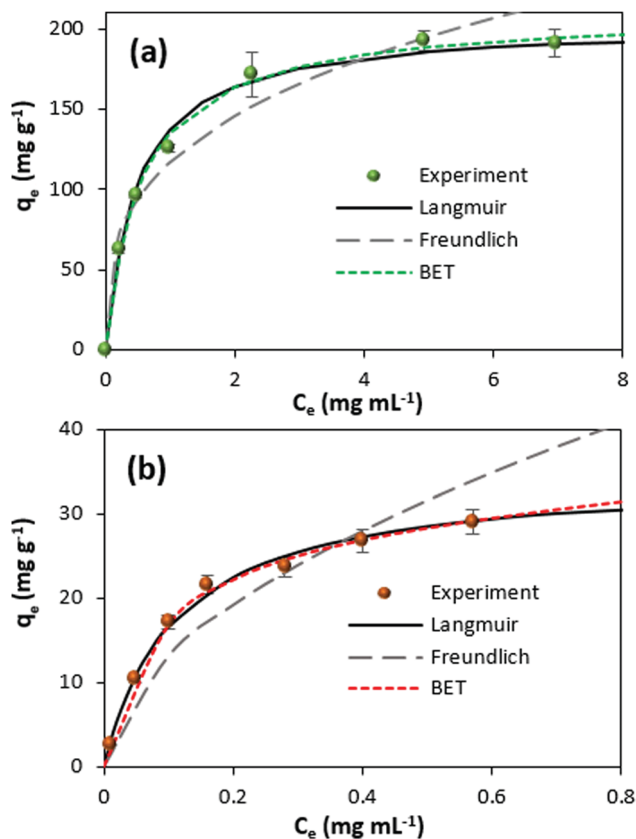 (a)
qₑ (mg g⁻¹)
200
150
100
50
0
Experiment
Langmuir
Freundlich
BET
0 2 4 6 8
Cₑ (mg mL⁻¹)
(b)
qₑ (mg g⁻¹)
40
30
20
10
0
Experiment
Langmuir
Freundlich
BET
0 0.2 0.4 0.6 0.8
Cₑ (mg mL⁻¹)